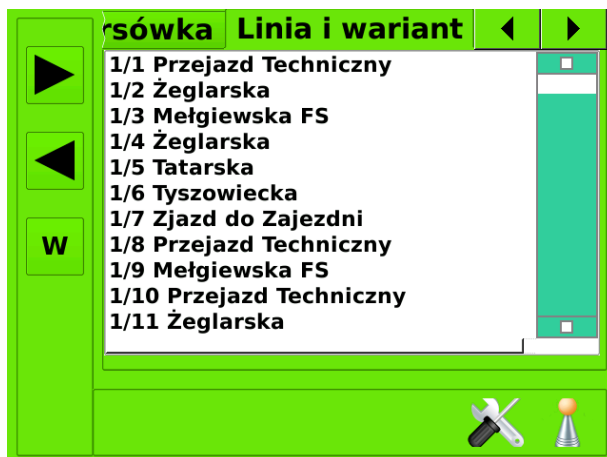 rsówka Linia i wariant
1/1 Przejazd Techniczny
1/2 Żeglarska
1/3 Mełgiewska FS
1/4 Żeglarska
1/5 Tatarska
1/6 Tyszowiecka
1/7 Zjazd do Zajezdni
W
1/8 Przejazd Techniczny
1/9 Mełgiewska FS
1/10 Przejazd Techniczny
1/11 Żeglarska